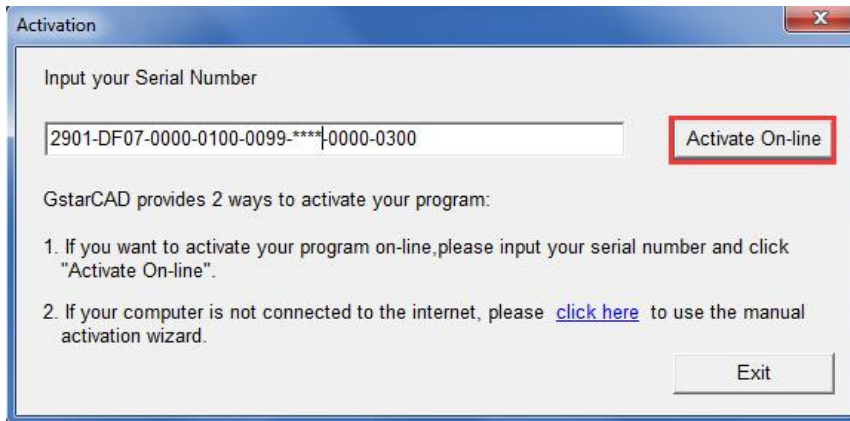 Activation
Input your Serial Number
2901-DF07-0000-0100-0099-****-0000-0300
Activate On-line
GstarCAD provides 2 ways to activate your program:
1. If you want to activate your program on-line,please input your serial number and click
"Activate On-line".
2. If your computer is not connected to the internet, please click here to use the manual
activation wizard.
Exit